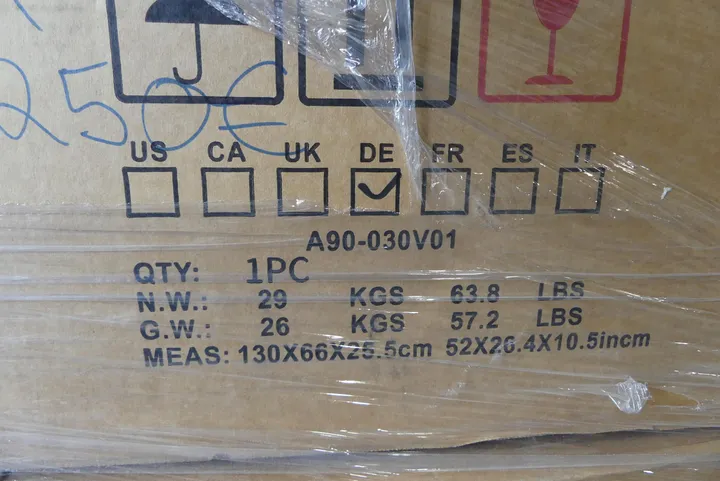 250€
US CA UK DE FR ES IT
A90-030V01
QTY: 1PC
N.W.: 29 KGS 63.8 LBS
G.W.: 26 KGS 57.2 LBS
MEAS: 130X66X25.5cm 52X26.4X10.5incm